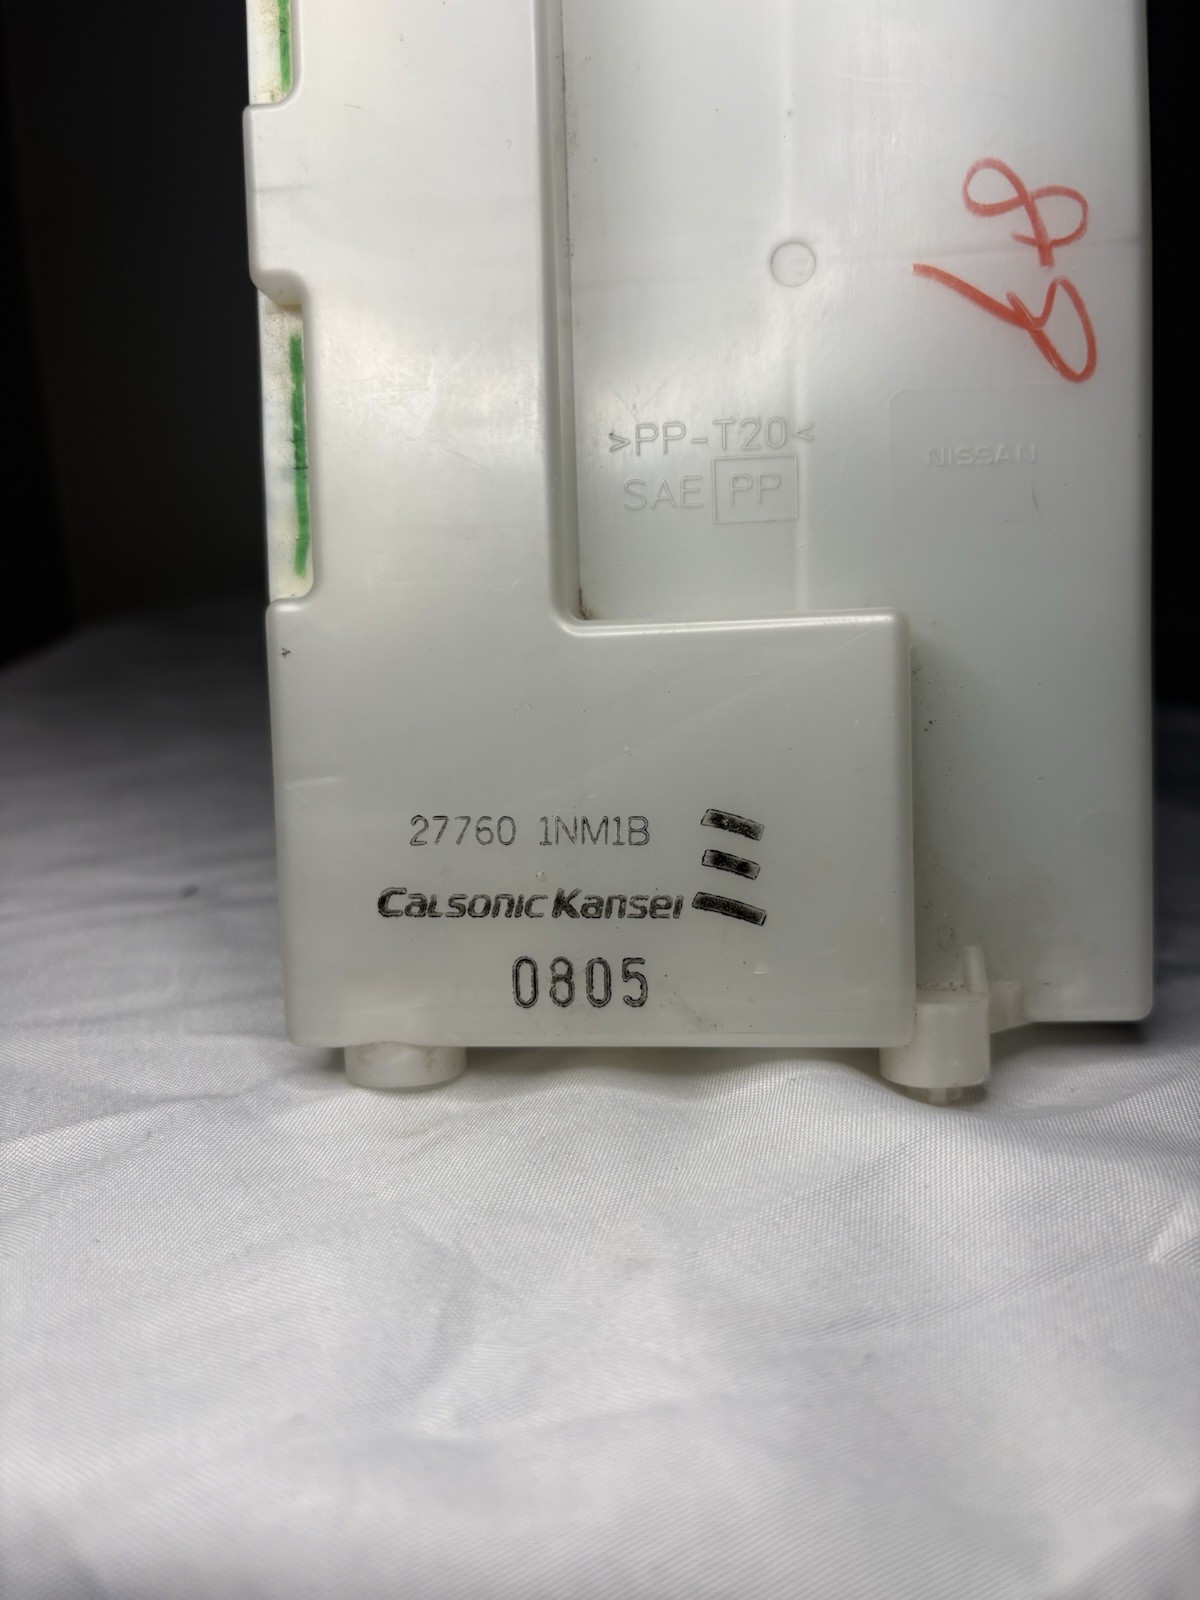 >PP-T20<
SAE PP
NISSAN
27760 1NM1B
CalsonicKansei
0805